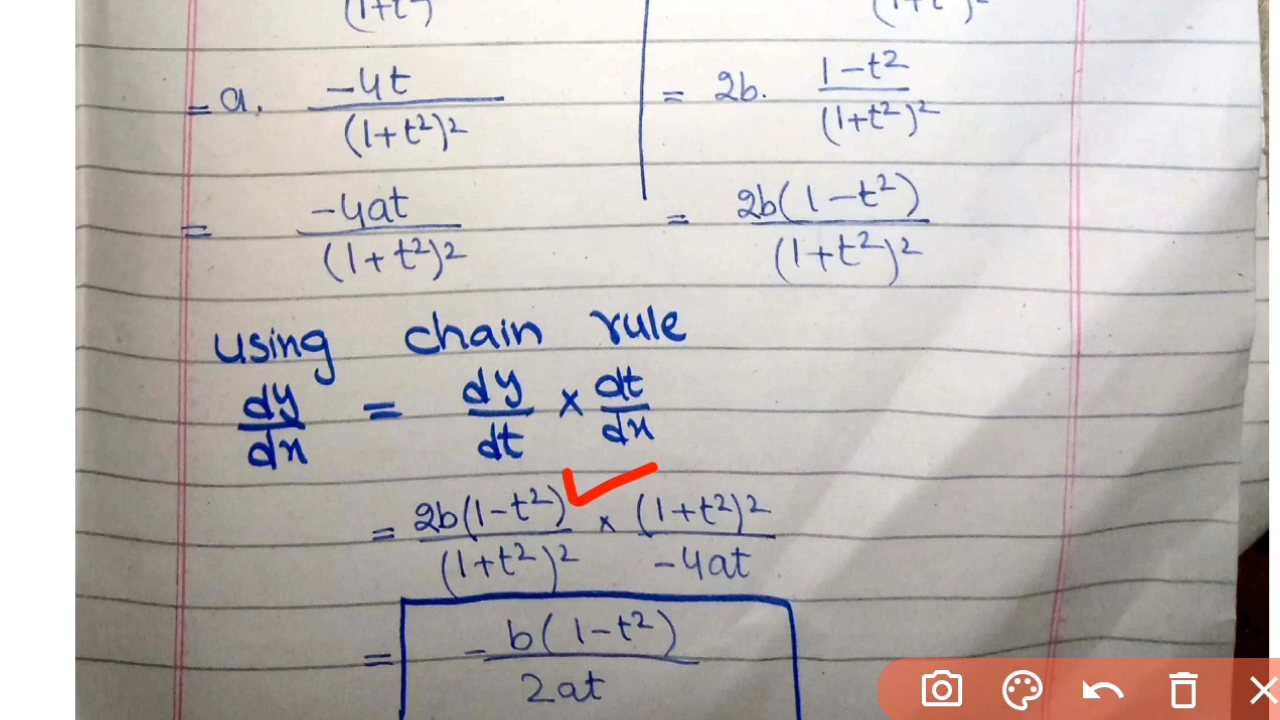 = a. -4t / (1+t²)²
= 2b. 1-t² / (1+t²)²
= -4at / (1+t²)²
= 2b(1-t²) / (1+t²)²
using chain rule
dy/dx = dy/dt × dt/dx
= 2b(1-t²) / (1+t²)² × (1+t²)² / -4at
= -b(1-t²) / 2at